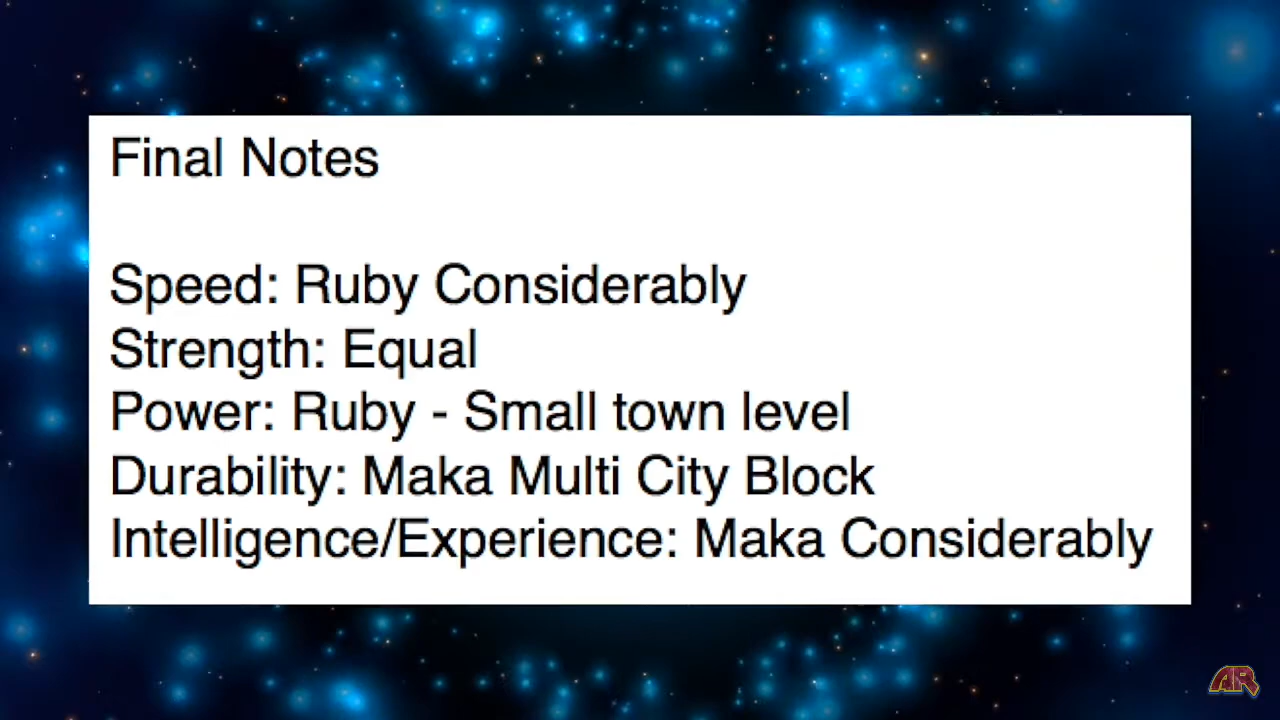 Final Notes
Speed: Ruby Considerably
Strength: Equal
Power: Ruby - Small town level
Durability: Maka Multi City Block
Intelligence/Experience: Maka Considerably
AR